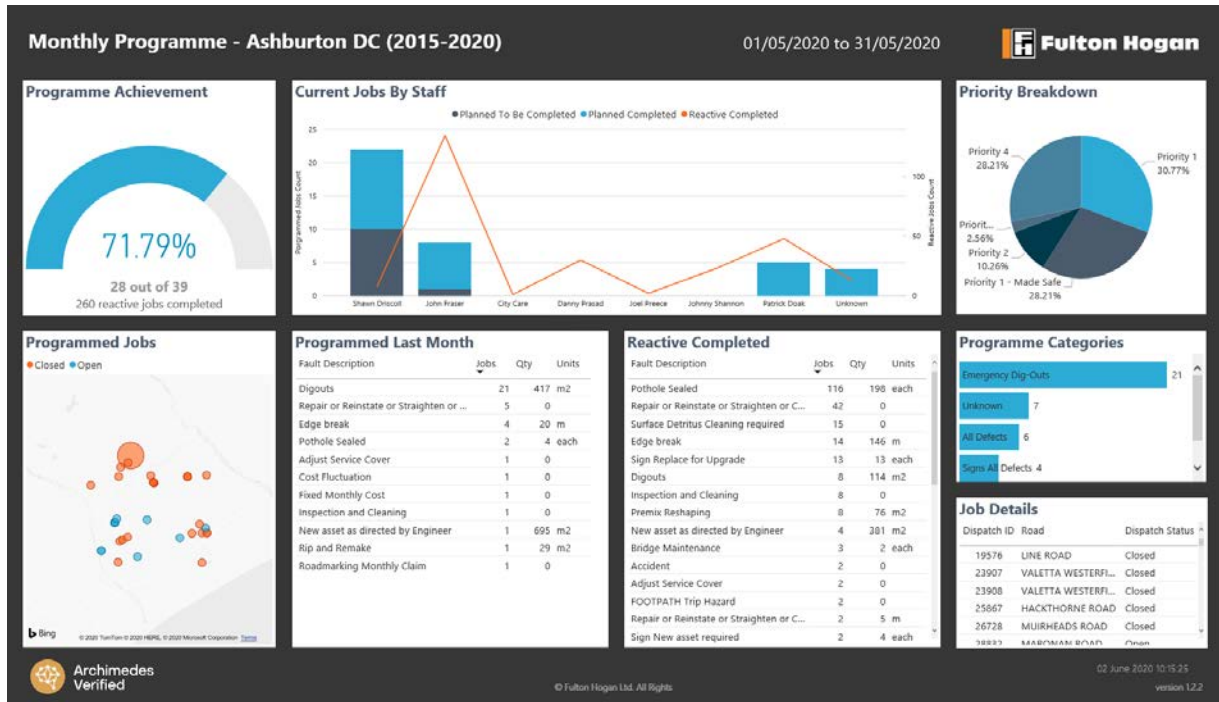 Monthly Programme - Ashburton DC (2015-2020)
01/05/2020 to 31/05/2020
Fulton Hogan
Programme Achievement
71.79%
28 out of 39
260 reactive jobs completed
Current Jobs By Staff
Planned To Be Completed Planned Completed Reactive Completed
Porgrammed Jobs Count
25
20
15
10
5
0
Reactive Jobs Count
100
50
0
Shawn Driscoll John Fraser City Care Danny Prasad Joel Preece Johnny Shannon Patrick Doak Unknown
Priority Breakdown
Priority 4
28.21%
Priority 1
30.77%
Priorit...
2.56%
Priority 2
10.26%
Priority 1 - Made Safe
28.21%
Programmed Jobs
Closed Open
Bing
© 2020 TomTom © 2020 HERE, © 2020 Microsoft Corporation Terms
Programmed Last Month
Fault Description Jobs Qty Units
Digouts 21 417 m2
Repair or Reinstate or Straighten or ... 5 0
Edge break 4 20 m
Pothole Sealed 2 4 each
Adjust Service Cover 1 0
Cost Fluctuation 1 0
Fixed Monthly Cost 1 0
Inspection and Cleaning 1 0
New asset as directed by Engineer 1 695 m2
Rip and Remake 1 29 m2
Roadmarking Monthly Claim 1 0
Reactive Completed
Fault Description Jobs Qty Units
Pothole Sealed 116 198 each
Repair or Reinstate or Straighten or C... 42 0
Surface Detritus Cleaning required 15 0
Edge break 14 146 m
Sign Replace for Upgrade 13 13 each
Digouts 8 114 m2
Inspection and Cleaning 8 0
Premix Reshaping 8 76 m2
New asset as directed by Engineer 4 381 m2
Bridge Maintenance 3 2 each
Accident 2 0
Adjust Service Cover 2 0
FOOTPATH Trip Hazard 2 0
Repair or Reinstate or Straighten or C... 2 5 m
Sign New asset required 2 4 each
Programme Categories
Emergency Dig-Outs 21
Unknown 7
All Defects 6
Signs All Defects 4
Job Details
Dispatch ID Road Dispatch Status
19576 LINE ROAD Closed
23907 VALETTA WESTERFI... Closed
23908 VALETTA WESTERFI... Closed
25867 HACKTHORNE ROAD Closed
26728 MUIRHEADS ROAD Closed
28832 MARONAN ROAD Open
Archimedes
Verified
© Fulton Hogan Ltd. All Rights
02 June 2020 10:15:25
version 1.2.2